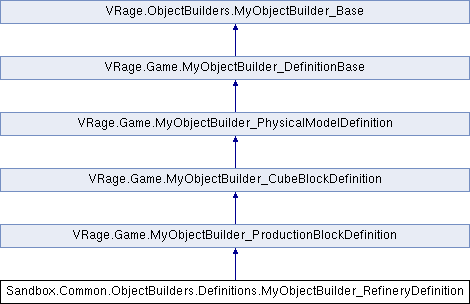 VRage.ObjectBuilders.MyObjectBuilder_Base
VRage.Game.MyObjectBuilder_DefinitionBase
VRage.Game.MyObjectBuilder_PhysicalModelDefinition
VRage.Game.MyObjectBuilder_CubeBlockDefinition
VRage.Game.MyObjectBuilder_ProductionBlockDefinition
Sandbox.Common.ObjectBuilders.Definitions.MyObjectBuilder_RefineryDefinition